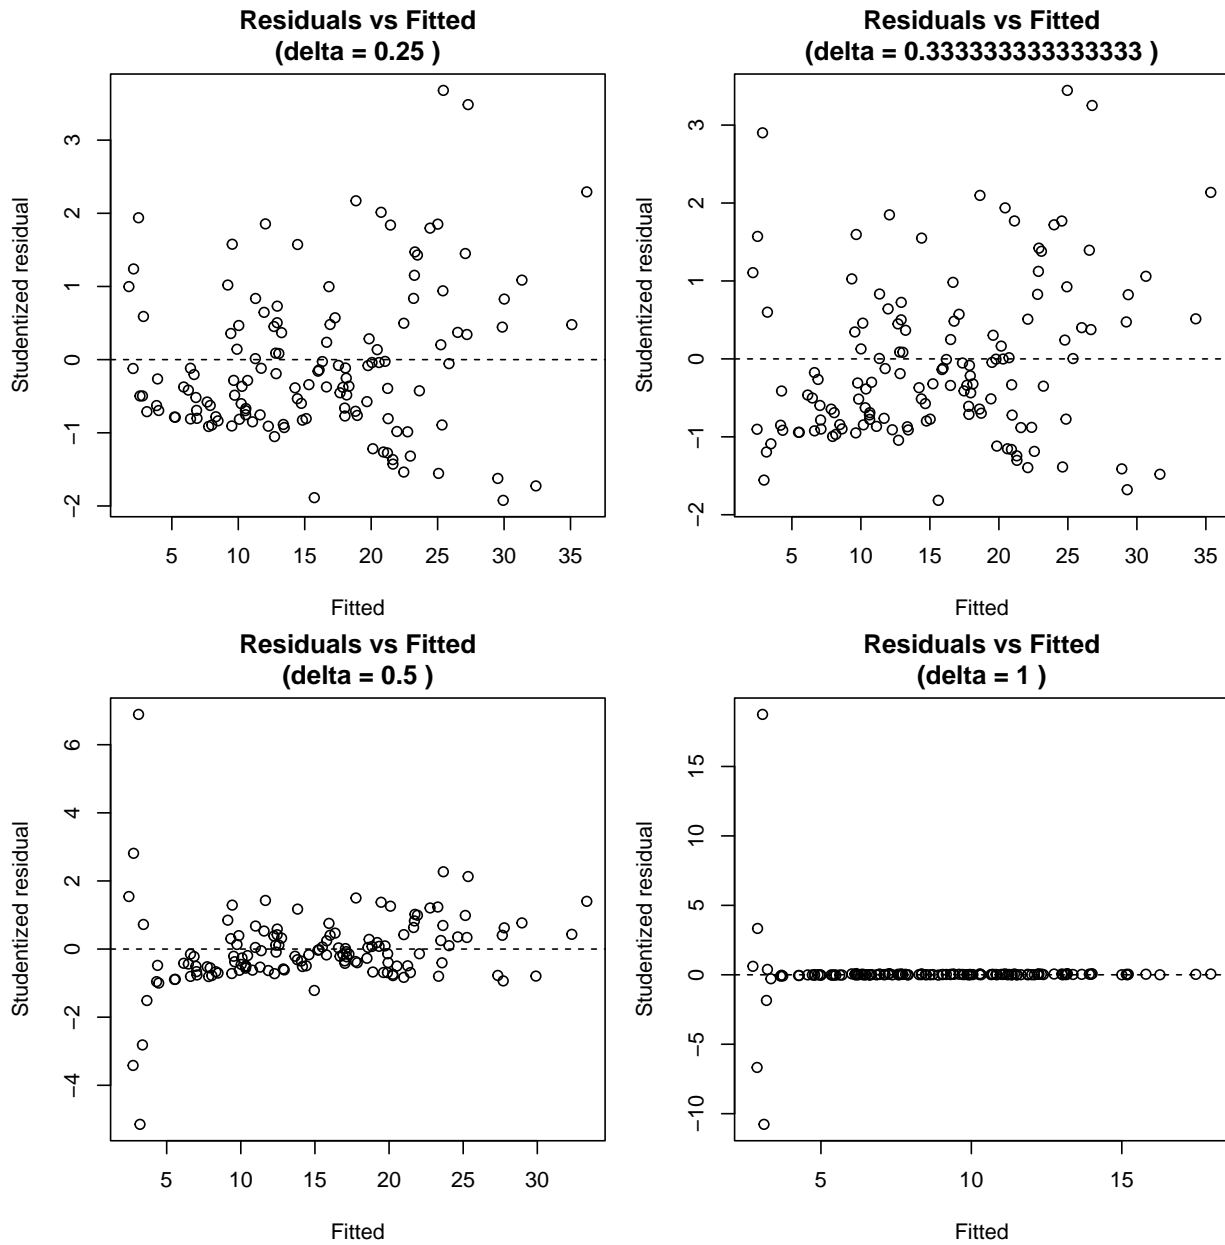 Residuals vs Fitted
(delta = 0.25 )
Studentized residual
3
2
1
0
−1
−2
5 10 15 20 25 30 35
Fitted
Residuals vs Fitted
(delta = 0.333333333333333 )
Studentized residual
3
2
1
0
−1
−2
5 10 15 20 25 30 35
Fitted
Residuals vs Fitted
(delta = 0.5 )
Studentized residual
6
4
2
0
−2
−4
5 10 15 20 25 30
Fitted
Residuals vs Fitted
(delta = 1 )
Studentized residual
15
10
5
0
−5
−10
5 10 15
Fitted